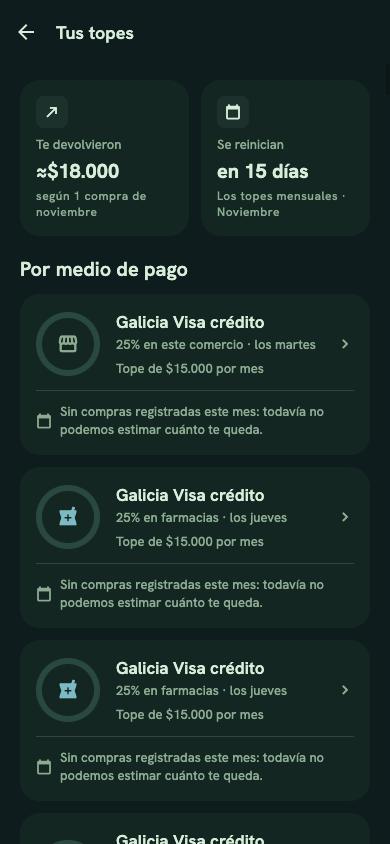 Tus topes
Te devolvieron
≈$18.000
según 1 compra de
noviembre
Se reinician
en 15 días
Los topes mensuales ·
Noviembre
Por medio de pago
Galicia Visa crédito
25% en este comercio · los martes
Tope de $15.000 por mes
Sin compras registradas este mes: todavía no
podemos estimar cuánto te queda.
Galicia Visa crédito
25% en farmacias · los jueves
Tope de $15.000 por mes
Sin compras registradas este mes: todavía no
podemos estimar cuánto te queda.
Galicia Visa crédito
25% en farmacias · los jueves
Tope de $15.000 por mes
Sin compras registradas este mes: todavía no
podemos estimar cuánto te queda.
Galicia Visa crédito